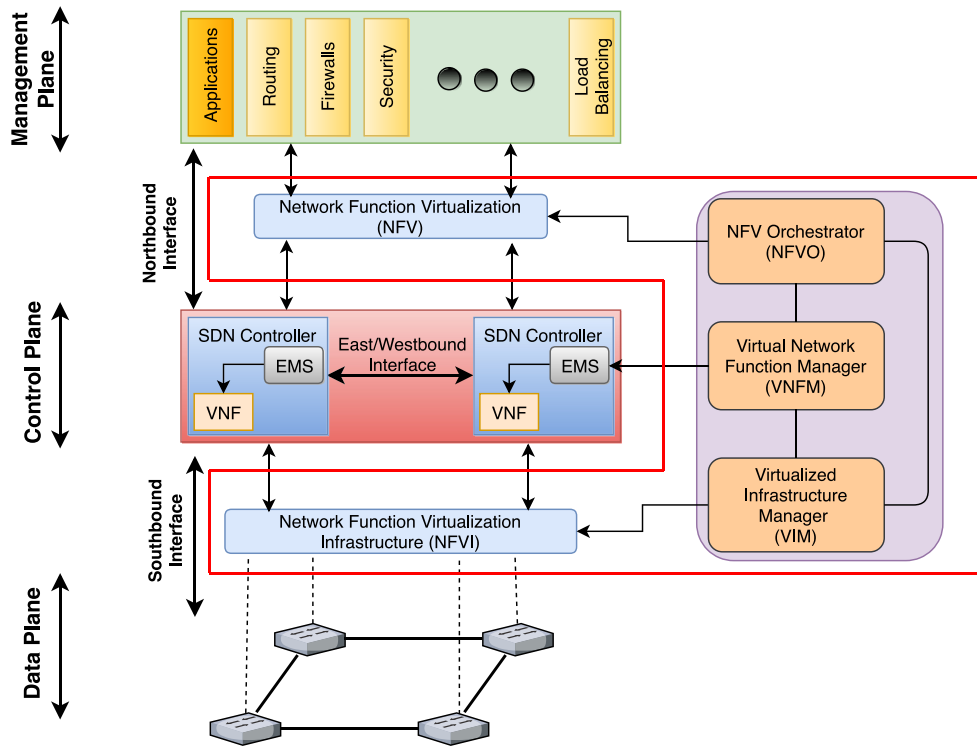 Management
Plane
Applications
Routing
Firewalls
Security
Load
Balancing
Northbound
Interface
Network Function Virtualization
(NFV)
NFV Orchestrator
(NFVO)
Control Plane
SDN Controller
EMS
VNF
East/Westbound
Interface
SDN Controller
EMS
VNF
Virtual Network
Function Manager
(VNFM)
Southbound
Interface
Network Function Virtualization
Infrastructure (NFVI)
Virtualized
Infrastructure
Manager
(VIM)
Data Plane